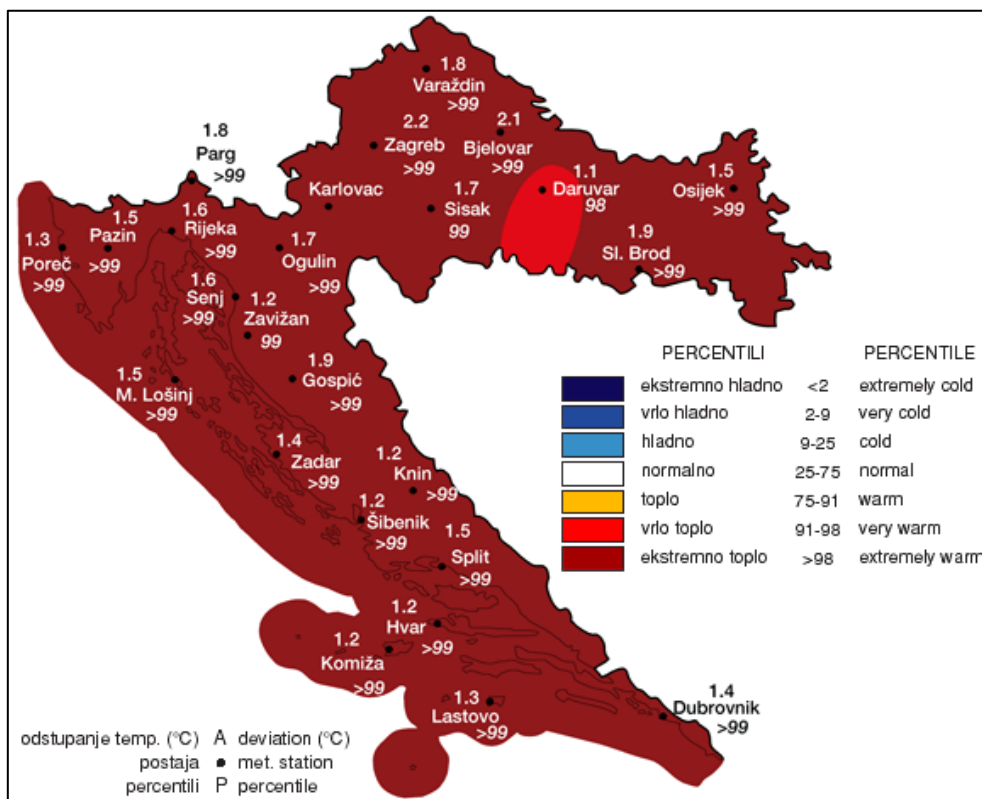 1.8
Varaždin
>99
2.2
Zagreb
>99
2.1
Bjelovar
>99
1.8
Parg
>99
Karlovac
1.7
Sisak
99
1.1
Daruvar
98
1.5
Osijek
>99
1.9
Sl. Brod
>99
1.3
Poreč
>99
1.5
Pazin
>99
1.6
Rijeka
>99
1.7
Ogulin
>99
1.6
Senj
>99
1.2
Zavižan
99
1.9
Gospić
>99
1.5
M. Lošinj
>99
1.4
Zadar
>99
1.2
Knin
>99
1.2
Šibenik
>99
1.5
Split
>99
1.2
Hvar
>99
1.2
Komiža
>99
1.3
Lastovo
>99
1.4
Dubrovnik
>99
PERCENTILI PERCENTILE
ekstremno hladno <2 extremely cold
vrlo hladno 2-9 very cold
hladno 9-25 cold
normalno 25-75 normal
toplo 75-91 warm
vrlo toplo 91-98 very warm
ekstremno toplo >98 extremely warm
odstupanje temp. (°C) A deviation (°C)
postaja ● met. station
percentili P percentile